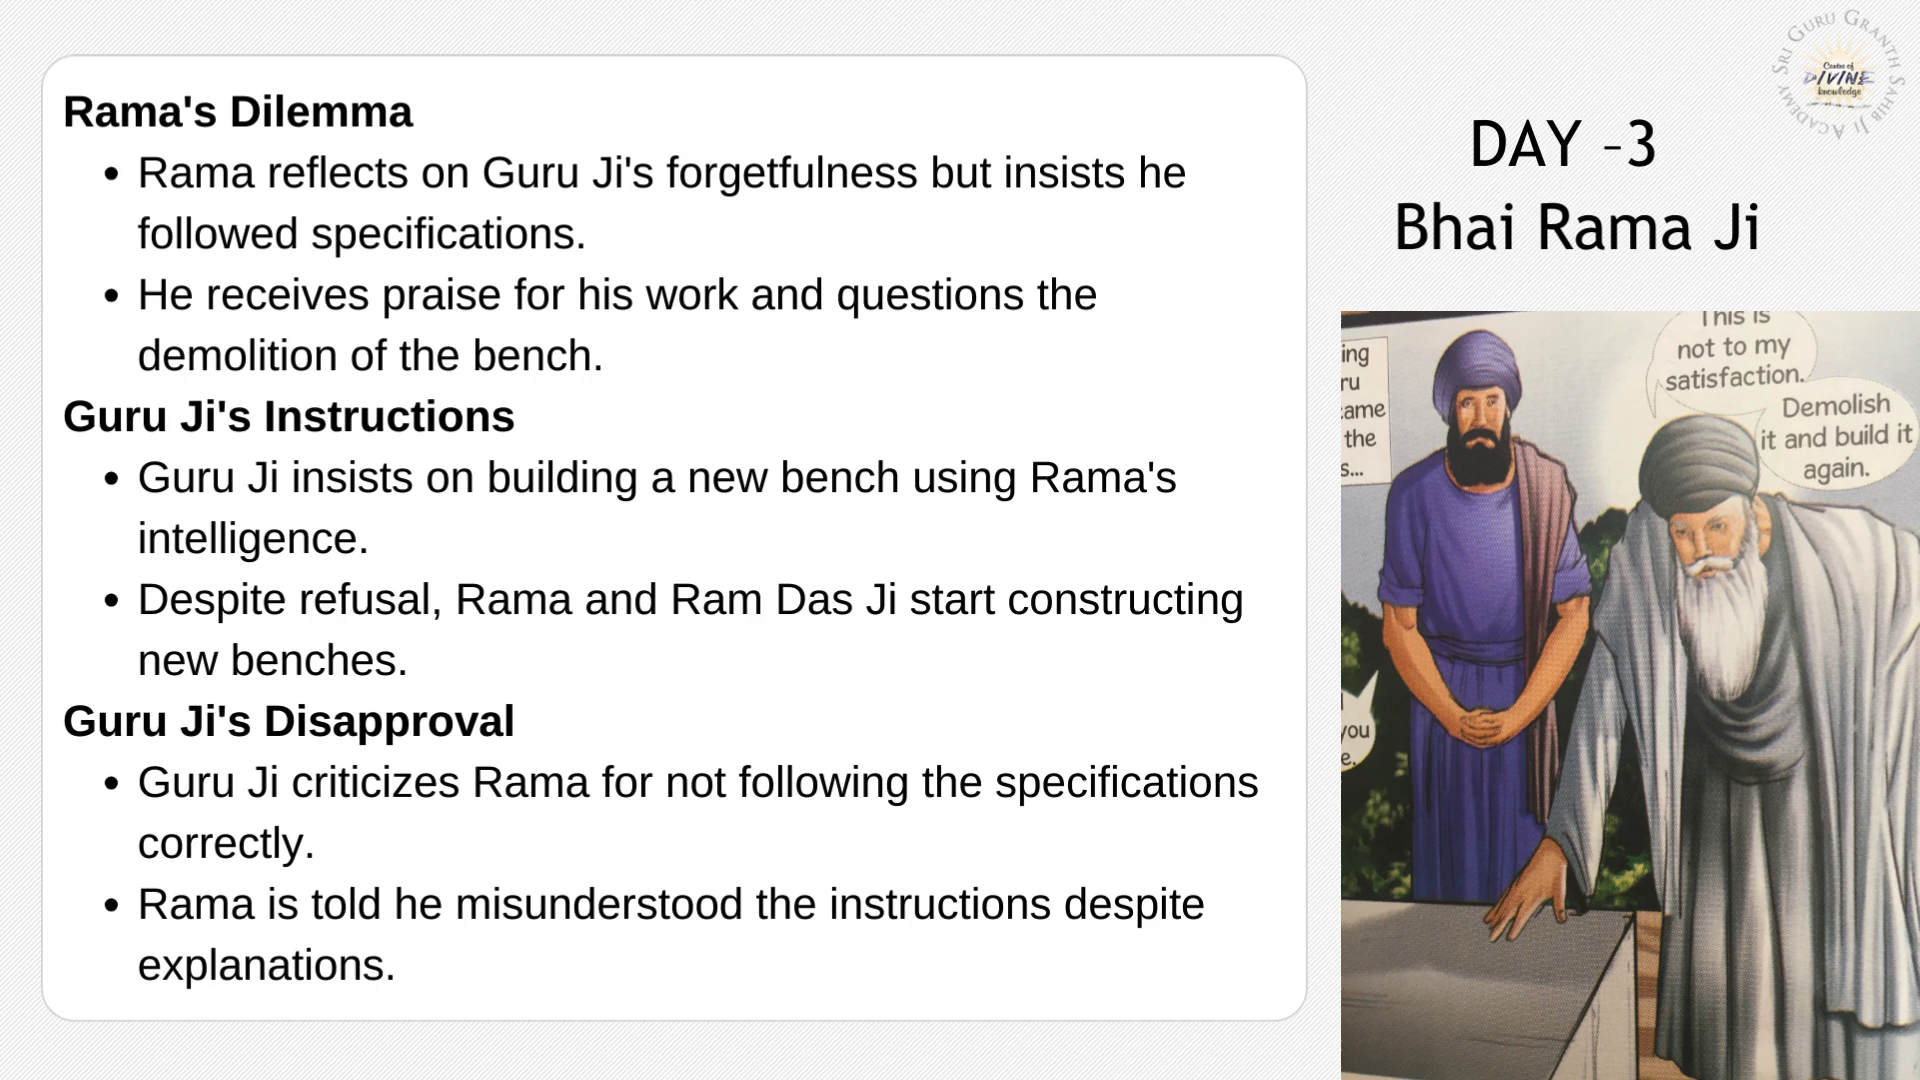 Rama's Dilemma
• Rama reflects on Guru Ji's forgetfulness but insists he
followed specifications.
• He receives praise for his work and questions the
demolition of the bench.
Guru Ji's Instructions
• Guru Ji insists on building a new bench using Rama's
intelligence.
• Despite refusal, Rama and Ram Das Ji start constructing
new benches.
Guru Ji's Disapproval
• Guru Ji criticizes Rama for not following the specifications
correctly.
• Rama is told he misunderstood the instructions despite
explanations.
SRI GURU GRANTH SAHIB JI ACADEMY
Centre of
DIVINE
knowledge
DAY –3
Bhai Rama Ji
ing
ru
ame
the
s...
This is
not to my
satisfaction.
Demolish
it and build it
again.
you
e.